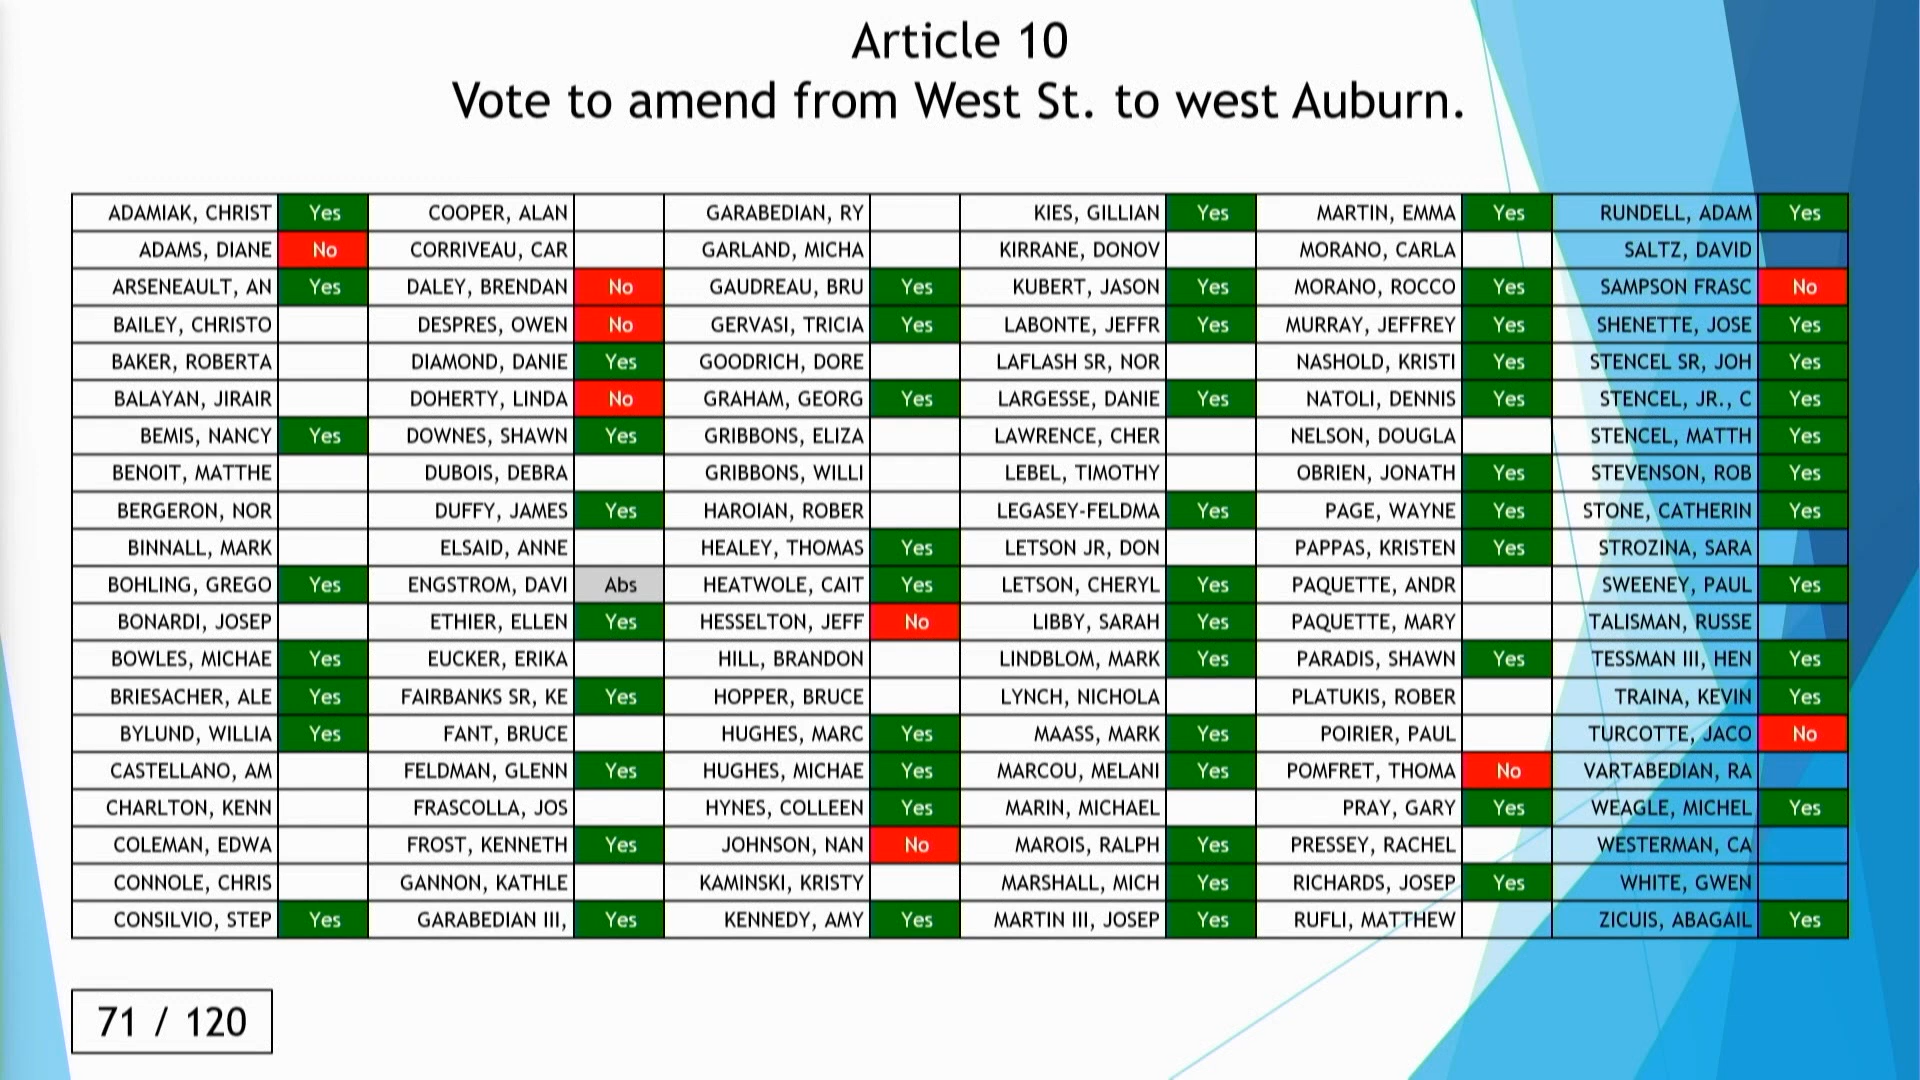 Article 10
Vote to amend from West St. to west Auburn.
ADAMIAK, CHRIST Yes COOPER, ALAN GARABEDIAN, RY KIES, GILLIAN Yes MARTIN, EMMA Yes RUNDELL, ADAM Yes
ADAMS, DIANE No CORRIVEAU, CAR GARLAND, MICHA KIRRANE, DONOV MORANO, CARLA SALTZ, DAVID
ARSENEAULT, AN Yes DALEY, BRENDAN No GAUDREAU, BRU Yes KUBERT, JASON Yes MORANO, ROCCO Yes SAMPSON FRASC No
BAILEY, CHRISTO DESPRES, OWEN No GERVASI, TRICIA Yes LABONTE, JEFFR Yes MURRAY, JEFFREY Yes SHENETTE, JOSE Yes
BAKER, ROBERTA DIAMOND, DANIE Yes GOODRICH, DORE LAFLASH SR, NOR NASHOLD, KRISTI Yes STENCEL SR, JOH Yes
BALAYAN, JIRAIR DOHERTY, LINDA No GRAHAM, GEORG Yes LARGESSE, DANIE Yes NATOLI, DENNIS Yes STENCEL, JR., C Yes
BEMIS, NANCY Yes DOWNES, SHAWN Yes GRIBBONS, ELIZA LAWRENCE, CHER NELSON, DOUGLA STENCEL, MATTH Yes
BENOIT, MATTHE DUBOIS, DEBRA GRIBBONS, WILLI LEBEL, TIMOTHY OBRIEN, JONATH Yes STEVENSON, ROB Yes
BERGERON, NOR DUFFY, JAMES Yes HAROIAN, ROBER LEGASEY-FELDMA Yes PAGE, WAYNE Yes STONE, CATHERIN Yes
BINNALL, MARK ELSAID, ANNE HEALEY, THOMAS Yes LETSON JR, DON PAPPAS, KRISTEN Yes STROZINA, SARA
BOHLING, GREGO Yes ENGSTROM, DAVI Abs HEATWOLE, CAIT Yes LETSON, CHERYL Yes PAQUETTE, ANDR SWEENEY, PAUL Yes
BONARDI, JOSEP ETHIER, ELLEN Yes HESSELTON, JEFF No LIBBY, SARAH Yes PAQUETTE, MARY TALISMAN, RUSSE
BOWLES, MICHAE Yes EUCKER, ERIKA HILL, BRANDON LINDBLOM, MARK Yes PARADIS, SHAWN Yes TESSMAN III, HEN Yes
BRIESACHER, ALE Yes FAIRBANKS SR, KE Yes HOPPER, BRUCE LYNCH, NICHOLA PLATUKIS, ROBER TRAINA, KEVIN Yes
BYLUND, WILLIA Yes FANT, BRUCE HUGHES, MARC Yes MAASS, MARK Yes POIRIER, PAUL TURCOTTE, JACO No
CASTELLANO, AM FELDMAN, GLENN Yes HUGHES, MICHAE Yes MARCOU, MELANI Yes POMFRET, THOMA No VARTABEDIAN, RA
CHARLTON, KENN FRASCOLLA, JOS HYNES, COLLEEN Yes MARIN, MICHAEL PRAY, GARY Yes WEAGLE, MICHEL Yes
COLEMAN, EDWA FROST, KENNETH Yes JOHNSON, NAN No MAROIS, RALPH Yes PRESSEY, RACHEL WESTERMAN, CA
CONNOLE, CHRIS GANNON, KATHLE KAMINSKI, KRISTY MARSHALL, MICH Yes RICHARDS, JOSEP Yes WHITE, GWEN
CONSILVIO, STEP Yes GARABEDIAN III, Yes KENNEDY, AMY Yes MARTIN III, JOSEP Yes RUFLI, MATTHEW ZICUIS, ABAGAIL Yes
71 / 120